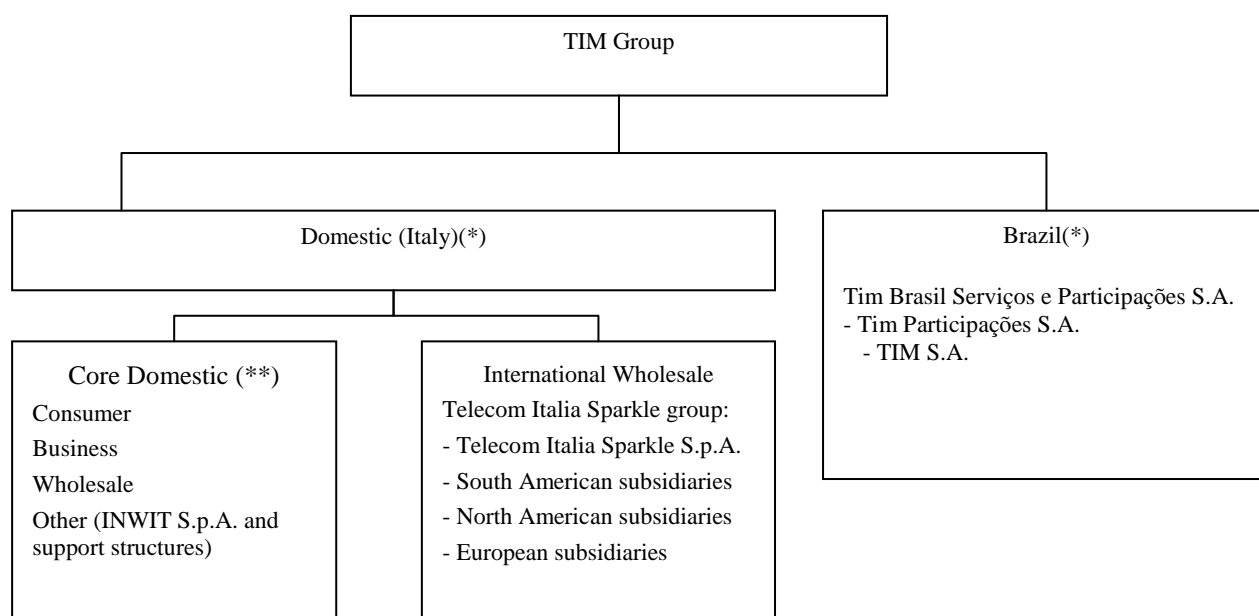 TIM Group
Domestic (Italy)(*)
Brazil(*)
Tim Brasil Serviços e Participações S.A.
- Tim Participações S.A.
- TIM S.A.
Core Domestic (**)
Consumer
Business
Wholesale
Other (INWIT S.p.A. and
support structures)
International Wholesale
Telecom Italia Sparkle group:
- Telecom Italia Sparkle S.p.A.
- South American subsidiaries
- North American subsidiaries
- European subsidiaries